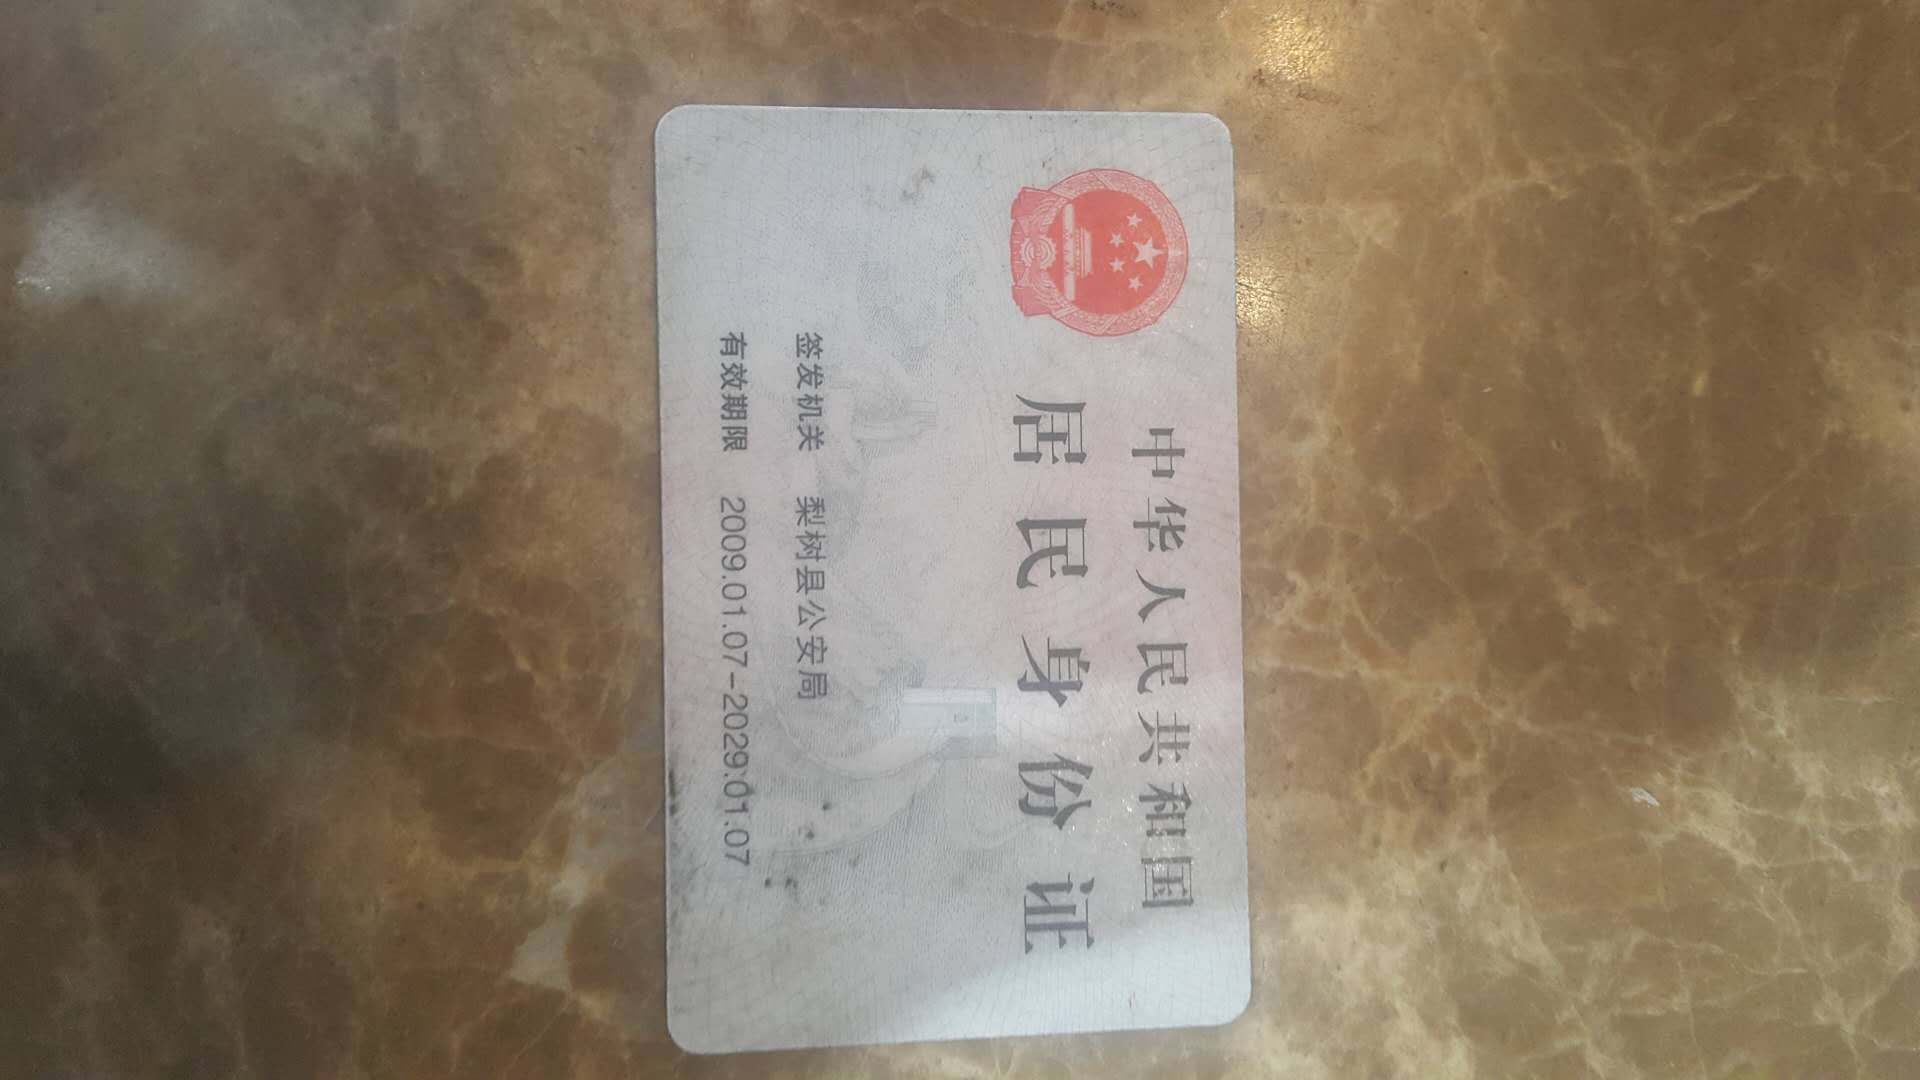 中华人民共和国
居民身份证
签发机关 梨树县公安局
有效期限 2009.01.07-2029.01.07